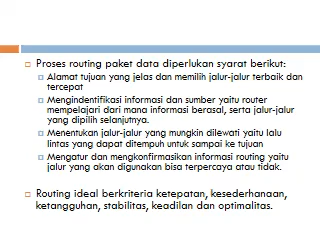 Proses routing paket data diperlukan syarat berikut:
Alamat tujuan yang jelas dan memilih jalur-jalur terbaik dan
tercepat
Mengindentifikasi informasi dan sumber yaitu router
mempelajari dari mana informasi berasal, serta jalur-jalur
yang dipilih selanjutnya.
Menentukan jalur-jalur yang mungkin dilewati yaitu lalu
lintas yang dapat ditempuh untuk sampai ke tujuan
Mengatur dan mengkonfirmasikan informasi routing yaitu
jalur yang akan digunakan bisa terpercaya atau tidak.
Routing ideal berkriteria ketepatan, kesederhanaan,
ketangguhan, stabilitas, keadilan dan optimalitas.